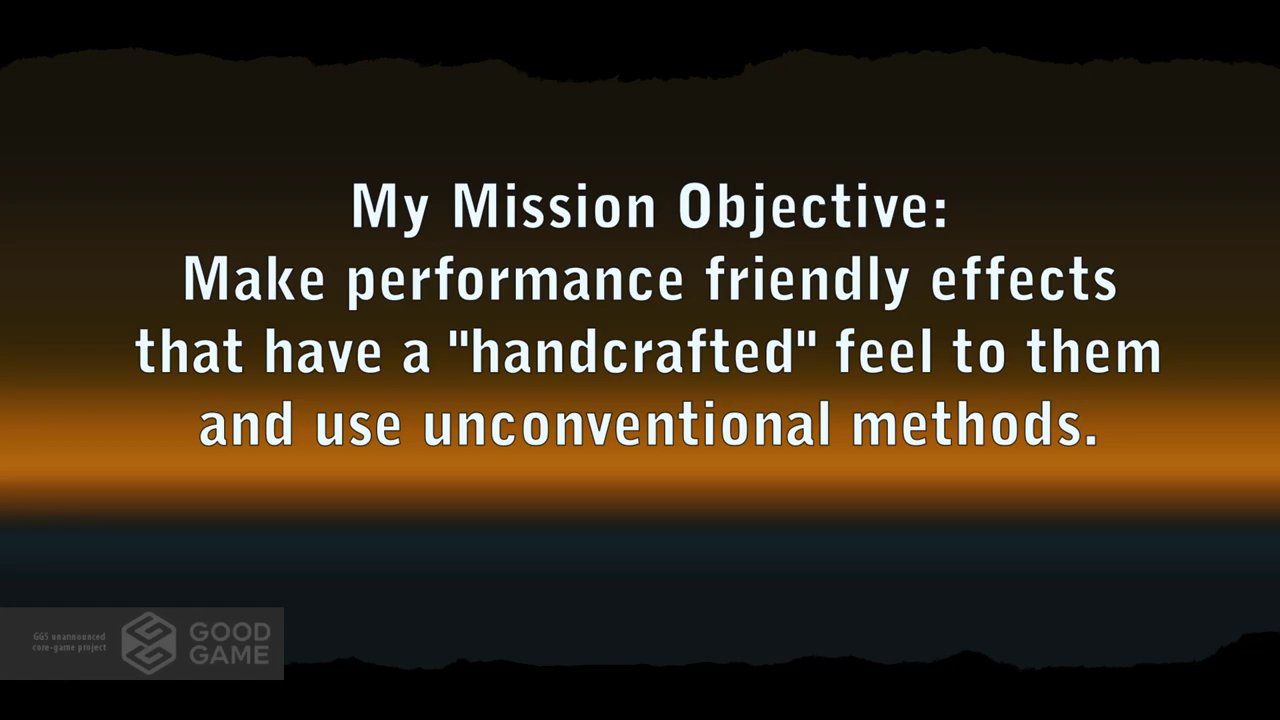 My Mission Objective:
Make performance friendly effects
that have a "handcrafted" feel to them
and use unconventional methods.
GGS unannounced
core-game project
GOOD
GAME